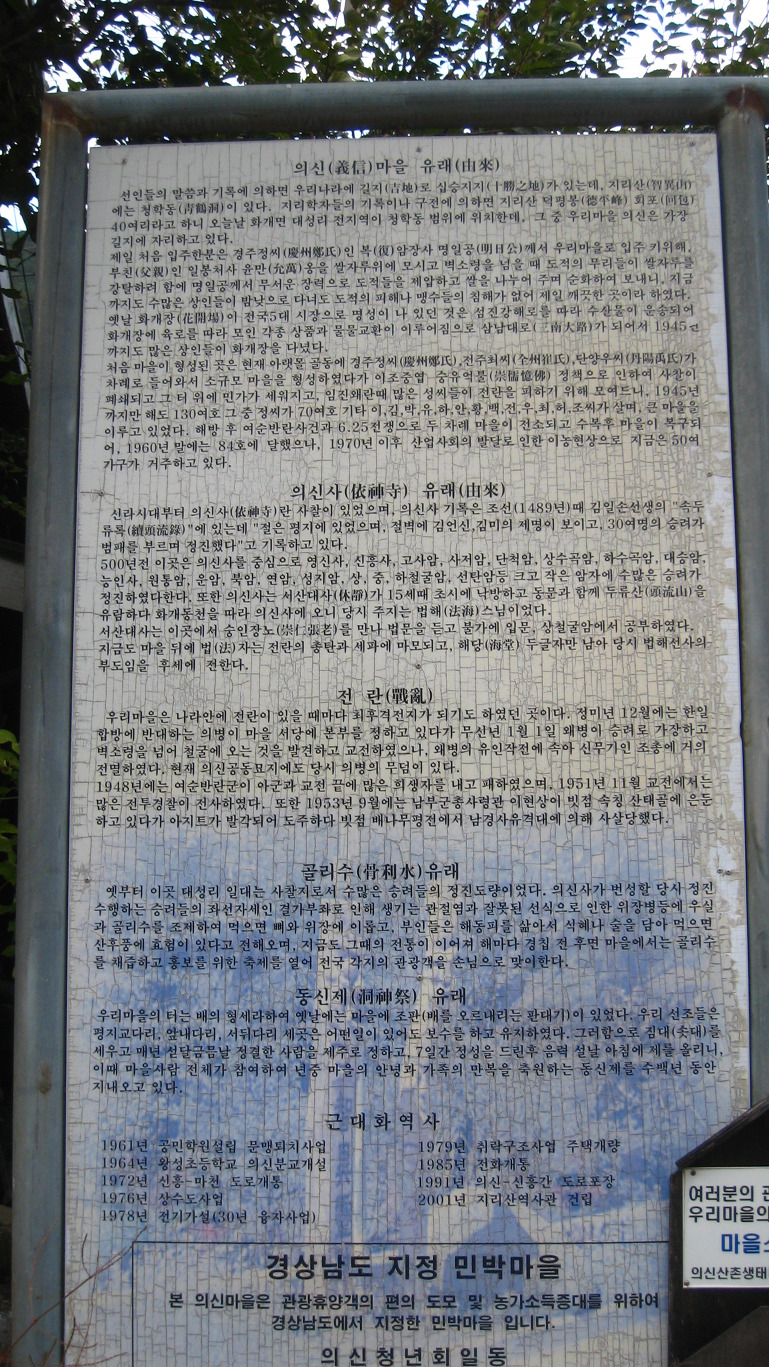 의신(義信)마을 유래(由來)
선인들의 말씀과 기록에 의하면 우리나라에 길지(吉地)로 십승지지(十勝之地)가 있는데, 지리산(智異山)
에는 청학동(靑鶴洞)이 있다. 지리학자들의 기록이나 구전에 의하면 지리산 덕평봉(德平峰) 회포(回包)
40여리라고 하니 오늘날 화개면 대성리 전지역이 청학동 범위에 위치한데, 그 중 우리마을 의신은 가장
길지에 자리하고 있다.
제일 처음 입주한분은 경주정씨(慶州鄭氏)인 복(復)암장사 명일공(明日公)께서 우리마을로 입주 키위해,
부친(父親)인 일봉처사 윤만(允萬)옹을 쌀자루위에 모시고 벽소령을 넘을 때 도적의 무리들이 쌀자루를
강탈하려 함에 명일공께서 무서운 장력으로 도적들을 제압하고 쌀을 나누어 주며 순화하여 보내니, 지금
까지도 수많은 상인들이 밤낮으로 다녀도 도적의 피해나 맹수들의 침해가 없어 제일 깨끗한 곳이라 하였다.
옛날 화개장(花開場)이 전국5대 시장으로 명성이 나 있던 것은 섬진강해로를 따라 수산물이 운송되어
화개장에 육로를 따라 모인 각종 상품과 물물교환이 이루어짐으로 삼남대로(三南大路)가 되어서 1945년
까지도 많은 상인들이 화개장을 다녔다.
처음 마을이 형성된 곳은 현재 아랫몰 골동에 경주정씨(慶州鄭氏),전주최씨(全州崔氏),단양우씨(丹陽禹氏)가
차례로 들어와서 소규모 마을을 형성하였다가 이조중엽 숭유억불(崇儒憶佛) 정책으로 인하여 사찰이
폐쇄되고 그 터 위에 민가가 세워지고, 임진왜란때 많은 성씨들이 전란을 피하기 위해 모여드니, 1945년
까지만 해도 130여호 그 중 정씨가 70여호 기타 이,김,박,유,하,안,황,백,전,우,최,허,조씨가 살며, 큰 마을을
이루고 있었다. 해방 후 여순반란사건과 6.25전쟁으로 두 차례 마을이 전소되고 수복후 마을이 복구되
어, 1960년 말에는 84호에 달했으나, 1970년 이후 산업사회의 발달로 인한 이농현상으로 지금은 50여
가구가 거주하고 있다.
의신사(依神寺) 유래(由來)
신라시대부터 의신사(依神寺)란 사찰이 있었으며, 의신사 기록은 조선(1489년)때 김일손선생의 "속두
류록(續頭流錄)"에 있는데 "절은 평지에 있었으며, 절벽에 김언신,김미의 제명이 보이고, 30여명의 승려가
범패를 부르며 정진했다"고 기록하고 있다.
500년전 이곳은 의신사를 중심으로 영신사, 신흥사, 고사암, 사저암, 단척암, 상수곡암, 하수곡암, 대승암,
능인사, 원통암, 운암, 북암, 연암, 성지암, 상, 중, 하철굴암, 선탄암등 크고 작은 암자에 수많은 승려가
정진하였다한다. 또한 의신사는 서산대사(休靜)가 15세때 초시에 낙방하고 동문과 함께 두류산(頭流山)을
유람하다 화개동천을 따라 의신사에 오니 당시 주지는 법해(法海)스님이었다.
서산대사는 이곳에서 숭인장노(崇仁張老)를 만나 법문을 듣고 불가에 입문, 상철굴암에서 공부하였다.
지금도 마을 뒤에 법(法)자는 전란의 총탄과 세파에 마모되고, 해당(海堂) 두글자만 남아 당시 법해선사의
부도임을 후세에 전한다.
전 란(戰亂)
우리마을은 나라안에 전란이 있을 때마다 최후격전지가 되기도 하였던 곳이다. 정미년 12월에는 한일
합방에 반대하는 의병이 마을 서당에 본부를 정하고 있다가 무신년 1월 1일 왜병이 승려로 가장하고
벽소령을 넘어 철굴에 오는 것을 발견하고 교전하였으나, 왜병의 유인작전에 속아 신무기인 조총에 거의
전멸하였다. 현재 의신공동묘지에도 당시 의병의 무덤이 있다.
1948년에는 여순반란군이 아군과 교전 끝에 많은 희생자를 내고 패하였으며, 1951년 11월 교전에서는
많은 전투경찰이 전사하였다. 또한 1953년 9월에는 남부군총사령관 이현상이 빗점 속칭 산태골에 은둔
하고 있다가 아지트가 발각되어 도주하다 빗점 배나무평전에서 남경사유격대에 의해 사살당했다.
골리수(骨利水)유래
옛부터 이곳 대성리 일대는 사찰지로서 수많은 승려들의 정진도량이었다. 의신사가 번성할 당시 정진
수행하는 승려들의 좌선자세인 결가부좌로 인해 생기는 관절염과 잘못된 선식으로 인한 위장병등에 우실
과 골리수를 조제하여 먹으면 뼈와 위장에 이롭고, 부인들은 해동피를 삶아서 식혜나 술을 담아 먹으면
산후풍에 효험이 있다고 전해오며, 지금도 그때의 전통이 이어져 해마다 경칩 전 후면 마을에서는 골리수
를 채즙하고 홍보를 위한 축제를 열어 전국 각지의 관광객을 손님으로 맞이한다.
동신제(洞神祭) 유래
우리마을의 터는 배의 형세라하여 옛날에는 마을에 조판(배를 오르내리는 판대기)이 있었다. 우리 선조들은
평지교다리, 앞내다리, 서뒤다리 세곳은 어떤일이 있어도 보수를 하고 유지하였다. 그러함으로 짐대(솟대)를
세우고 매년 섣달금믐날 정결한 사람을 제주로 정하고, 7일간 정성을 드린후 음력 설날 아침에 제를 올리니,
이때 마을사람 전체가 참여하여 년중 마을의 안녕과 가족의 만복을 축원하는 동신제를 수백년 동안
지내오고 있다.
근대화역사
1961년 공민학원설립 문맹퇴치사업
1964년 왕성초등학교 의신분교개설
1972년 신흥-마천 도로개통
1976년 상수도사업
1978년 전기가설(30년 융자사업)
1979년 취락구조사업 주택개량
1985년 전화개통
1991년 의신-신흥간 도로포장
2001년 지리산역사관 건립
경상남도 지정 민박마을
본 의신마을은 관광휴양객의 편의 도모 및 농가소득증대를 위하여
경상남도에서 지정한 민박마을 입니다.
의신청년회일동
여러분의
우리마을의
의신산촌생태